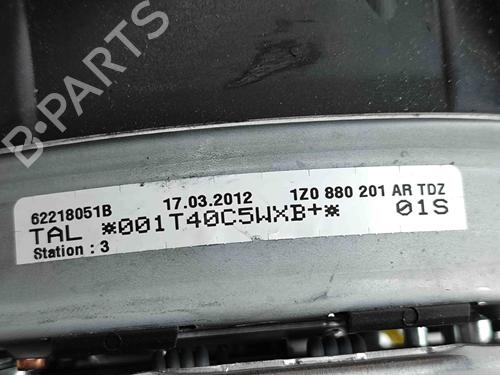 B-PARTS
62218051B 17.03.2012 1Z0 880 201 AR TDZ
TAL *001T40C5WXB+* 01S
Station : 3